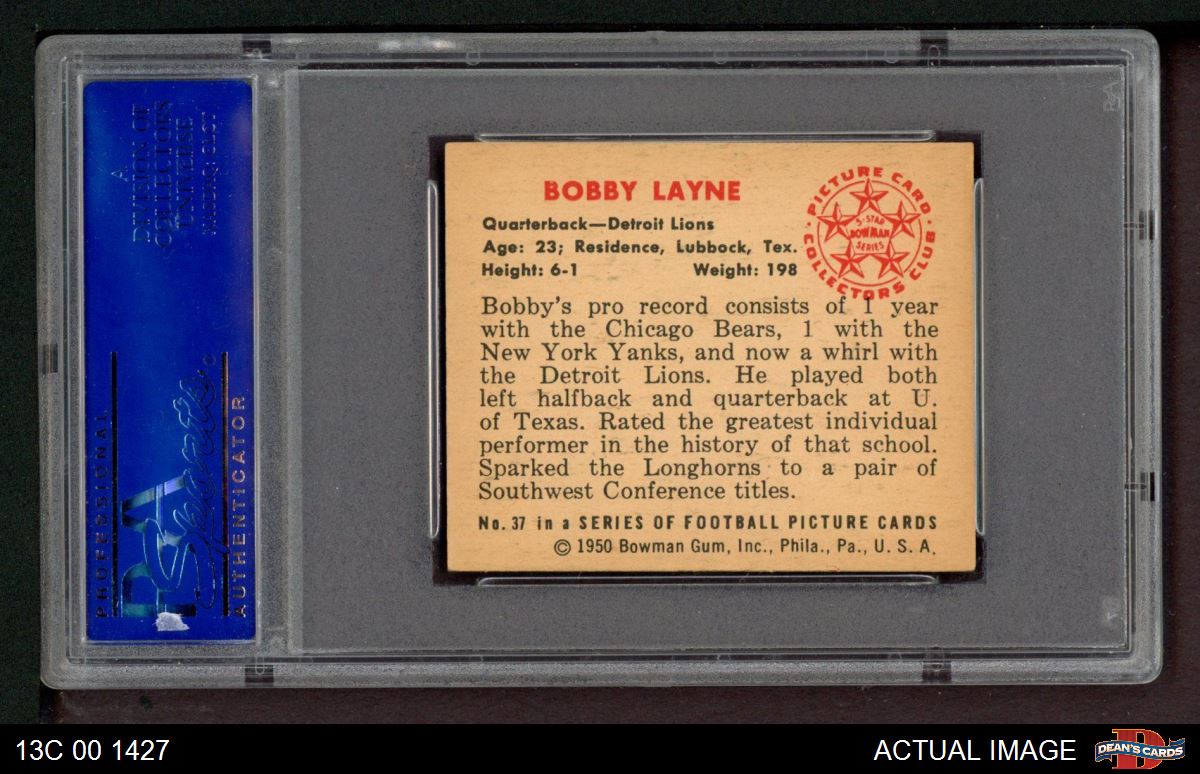 A
DIVISION OF
COLLECTORS
UNIVERSE
NASDAQ: CLCT
PROFESSIONAL
PSA
Sports
AUTHENTICATOR
BOBBY LAYNE
Quarterback—Detroit Lions
Age: 23; Residence, Lubbock, Tex.
Height: 6-1 Weight: 198
PICTURE CARD
COLLECTORS CLUB
5-STAR
BOWMAN
SERIES
Bobby's pro record consists of 1 year
with the Chicago Bears, 1 with the
New York Yanks, and now a whirl with
the Detroit Lions. He played both
left halfback and quarterback at U.
of Texas. Rated the greatest individual
performer in the history of that school.
Sparked the Longhorns to a pair of
Southwest Conference titles.
No. 37 in a SERIES OF FOOTBALL PICTURE CARDS
© 1950 Bowman Gum, Inc., Phila., Pa., U. S. A.
13C 00 1427
ACTUAL IMAGE
DEAN'S CARDS